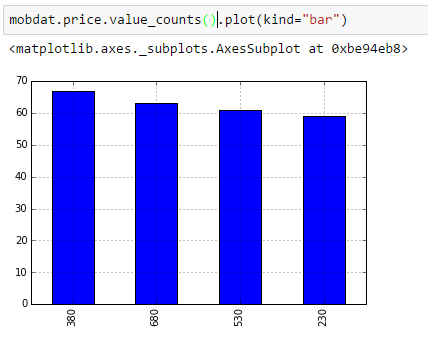 mobdat.price.value_counts().plot(kind="bar")
<matplotlib.axes._subplots.AxesSubplot at 0xbe94eb8>
70
60
50
40
30
20
10
0
380 680 530 230